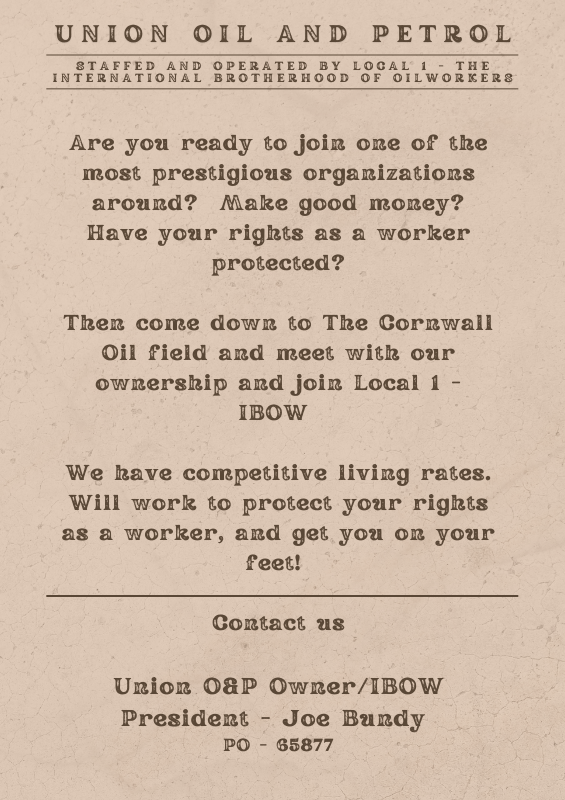 UNION OIL AND PETROL
STAFFED AND OPERATED BY LOCAL 1 - THE
INTERNATIONAL BROTHERHOOD OF OILWORKERS
Are you ready to join one of the
most prestigious organizations
around?  Make good money?
Have your rights as a worker
protected?
Then come down to The Cornwall
Oil field and meet with our
ownership and join Local 1 -
IBOW
We have competitive living rates.
Will work to protect your rights
as a worker, and get you on your
feet!
Contact us
Union O&P Owner/IBOW
President - Joe Bundy
PO - 65877